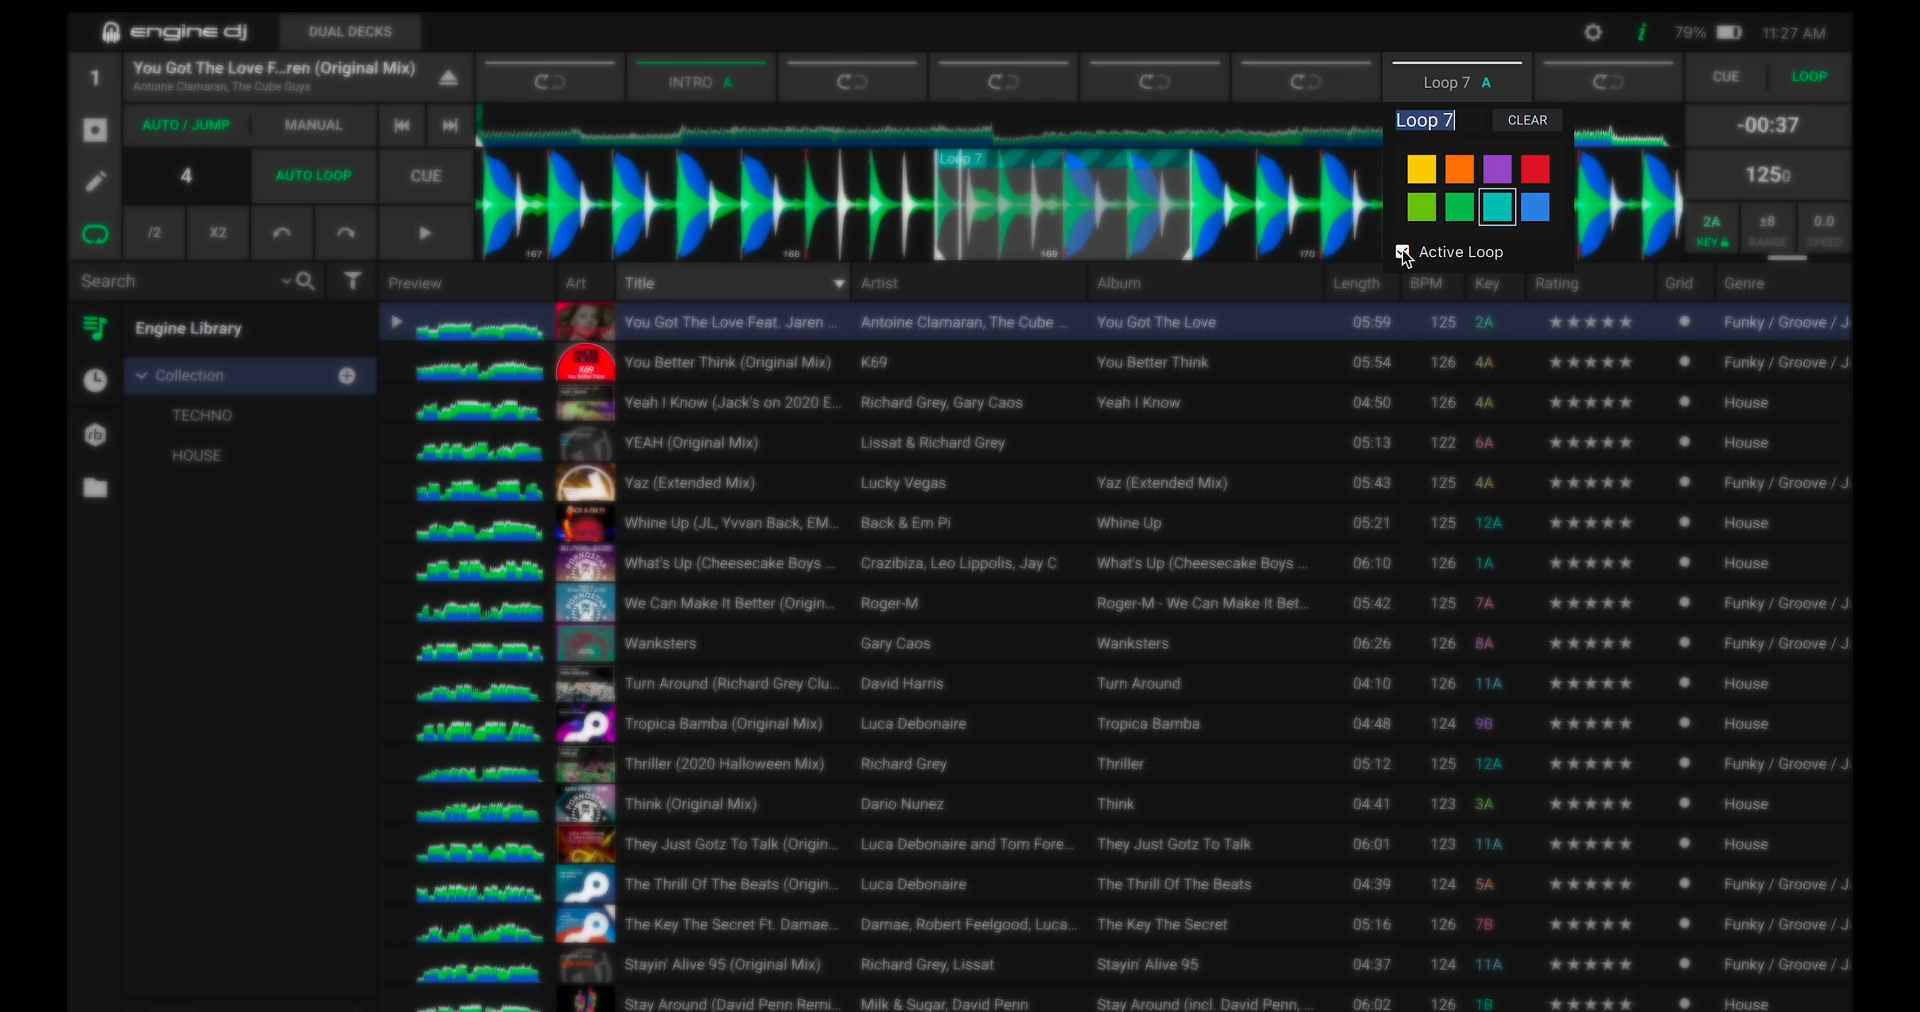 engine dj DUAL DECKS 79% 11:27 AM
1 You Got The Love F...ren (Original Mix)
Antoine Clamaran, The Cube Guys
INTRO A Loop 7 A CUE LOOP
AUTO / JUMP MANUAL Loop 7 CLEAR -00:37
4 AUTO LOOP CUE Loop 7 1250
/2 X2 2A ±8 0.0
KEY RANGE SPEED
167 168 169 170 Active Loop
Search Preview Art Title Artist Album Length BPM Key Rating Grid Genre
Engine Library
Collection
TECHNO
HOUSE
rb
You Got The Love Feat. Jaren ... Antoine Clamaran, The Cube ... You Got The Love 05:59 125 2A ★★★★★ Funky / Groove / J
You Better Think (Original Mix) K69 You Better Think 05:54 126 4A ★★★★★ Funky / Groove / J
Yeah I Know (Jack's on 2020 E... Richard Grey, Gary Caos Yeah I Know 04:50 126 4A ★★★★★ House
YEAH (Original Mix) Lissat & Richard Grey 05:13 122 6A ★★★★★ House
Yaz (Extended Mix) Lucky Vegas Yaz (Extended Mix) 05:43 125 4A ★★★★★ Funky / Groove / J
Whine Up (JL, Yvvan Back, EM... Back & Em Pi Whine Up 05:21 125 12A ★★★★★ House
What's Up (Cheesecake Boys ... Crazibiza, Leo Lippolis, Jay C What's Up (Cheesecake Boys ... 06:10 126 1A ★★★★★ House
We Can Make It Better (Origin... Roger-M Roger-M - We Can Make It Bet... 05:42 125 7A ★★★★★ Funky / Groove / J
Wanksters Gary Caos Wanksters 06:26 126 8A ★★★★★ Funky / Groove / J
Turn Around (Richard Grey Clu... David Harris Turn Around 04:10 126 11A ★★★★★ House
Tropica Bamba (Original Mix) Luca Debonaire Tropica Bamba 04:48 124 9B ★★★★★ House
Thriller (2020 Halloween Mix) Richard Grey Thriller 05:12 125 12A ★★★★★ Funky / Groove / J
Think (Original Mix) Dario Nunez Think 04:41 123 3A ★★★★★ House
They Just Gotz To Talk (Origin... Luca Debonaire and Tom Fore... They Just Gotz To Talk 06:01 123 11A ★★★★★ House
The Thrill Of The Beats (Origin... Luca Debonaire The Thrill Of The Beats 04:39 124 5A ★★★★★ Funky / Groove / J
The Key The Secret Ft. Damae... Damae, Robert Feelgood, Luca... The Key The Secret 05:16 126 7B ★★★★★ House
Stayin' Alive 95 (Original Mix) Richard Grey, Lissat Stayin' Alive 95 04:37 124 11A ★★★★★ Funky / Groove / J
Stay Around (David Penn Remi... Milk & Sugar, David Penn Stay Around (incl. David Penn, ... 06:02 126 1B ★★★★★ House